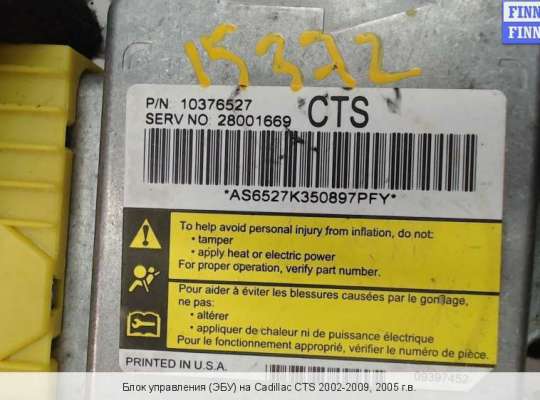 FINN
FINN
15372
P/N: 10376527
SERV NO: 28001669
CTS
*AS6527K350897PFY*
To help avoid personal injury from inflation, do not:
• tamper
• apply heat or electric power
For proper operation, verify part number.
Pour aider à éviter les blessures causées par le gonflage,
ne pas:
• altérer
• appliquer de chaleur ni de puissance électrique
Pour le fonctionnement approprié, vérifier le numéro de pièce.
PRINTED IN U.S.A.
09397452
Блок управления (ЭБУ) на Cadillac CTS 2002-2009, 2005 г.в.